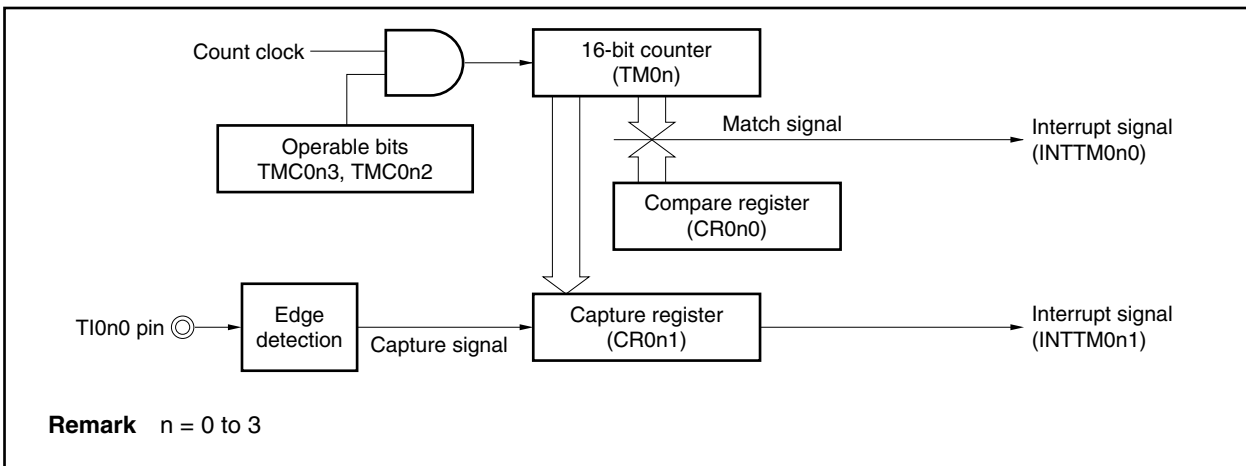 Count clock
16-bit counter
(TM0n)
Operable bits
TMC0n3, TMC0n2
Match signal
Interrupt signal
(INTTM0n0)
Compare register
(CR0n0)
TI0n0 pin
Edge
detection
Capture signal
Capture register
(CR0n1)
Interrupt signal
(INTTM0n1)
Remark n = 0 to 3